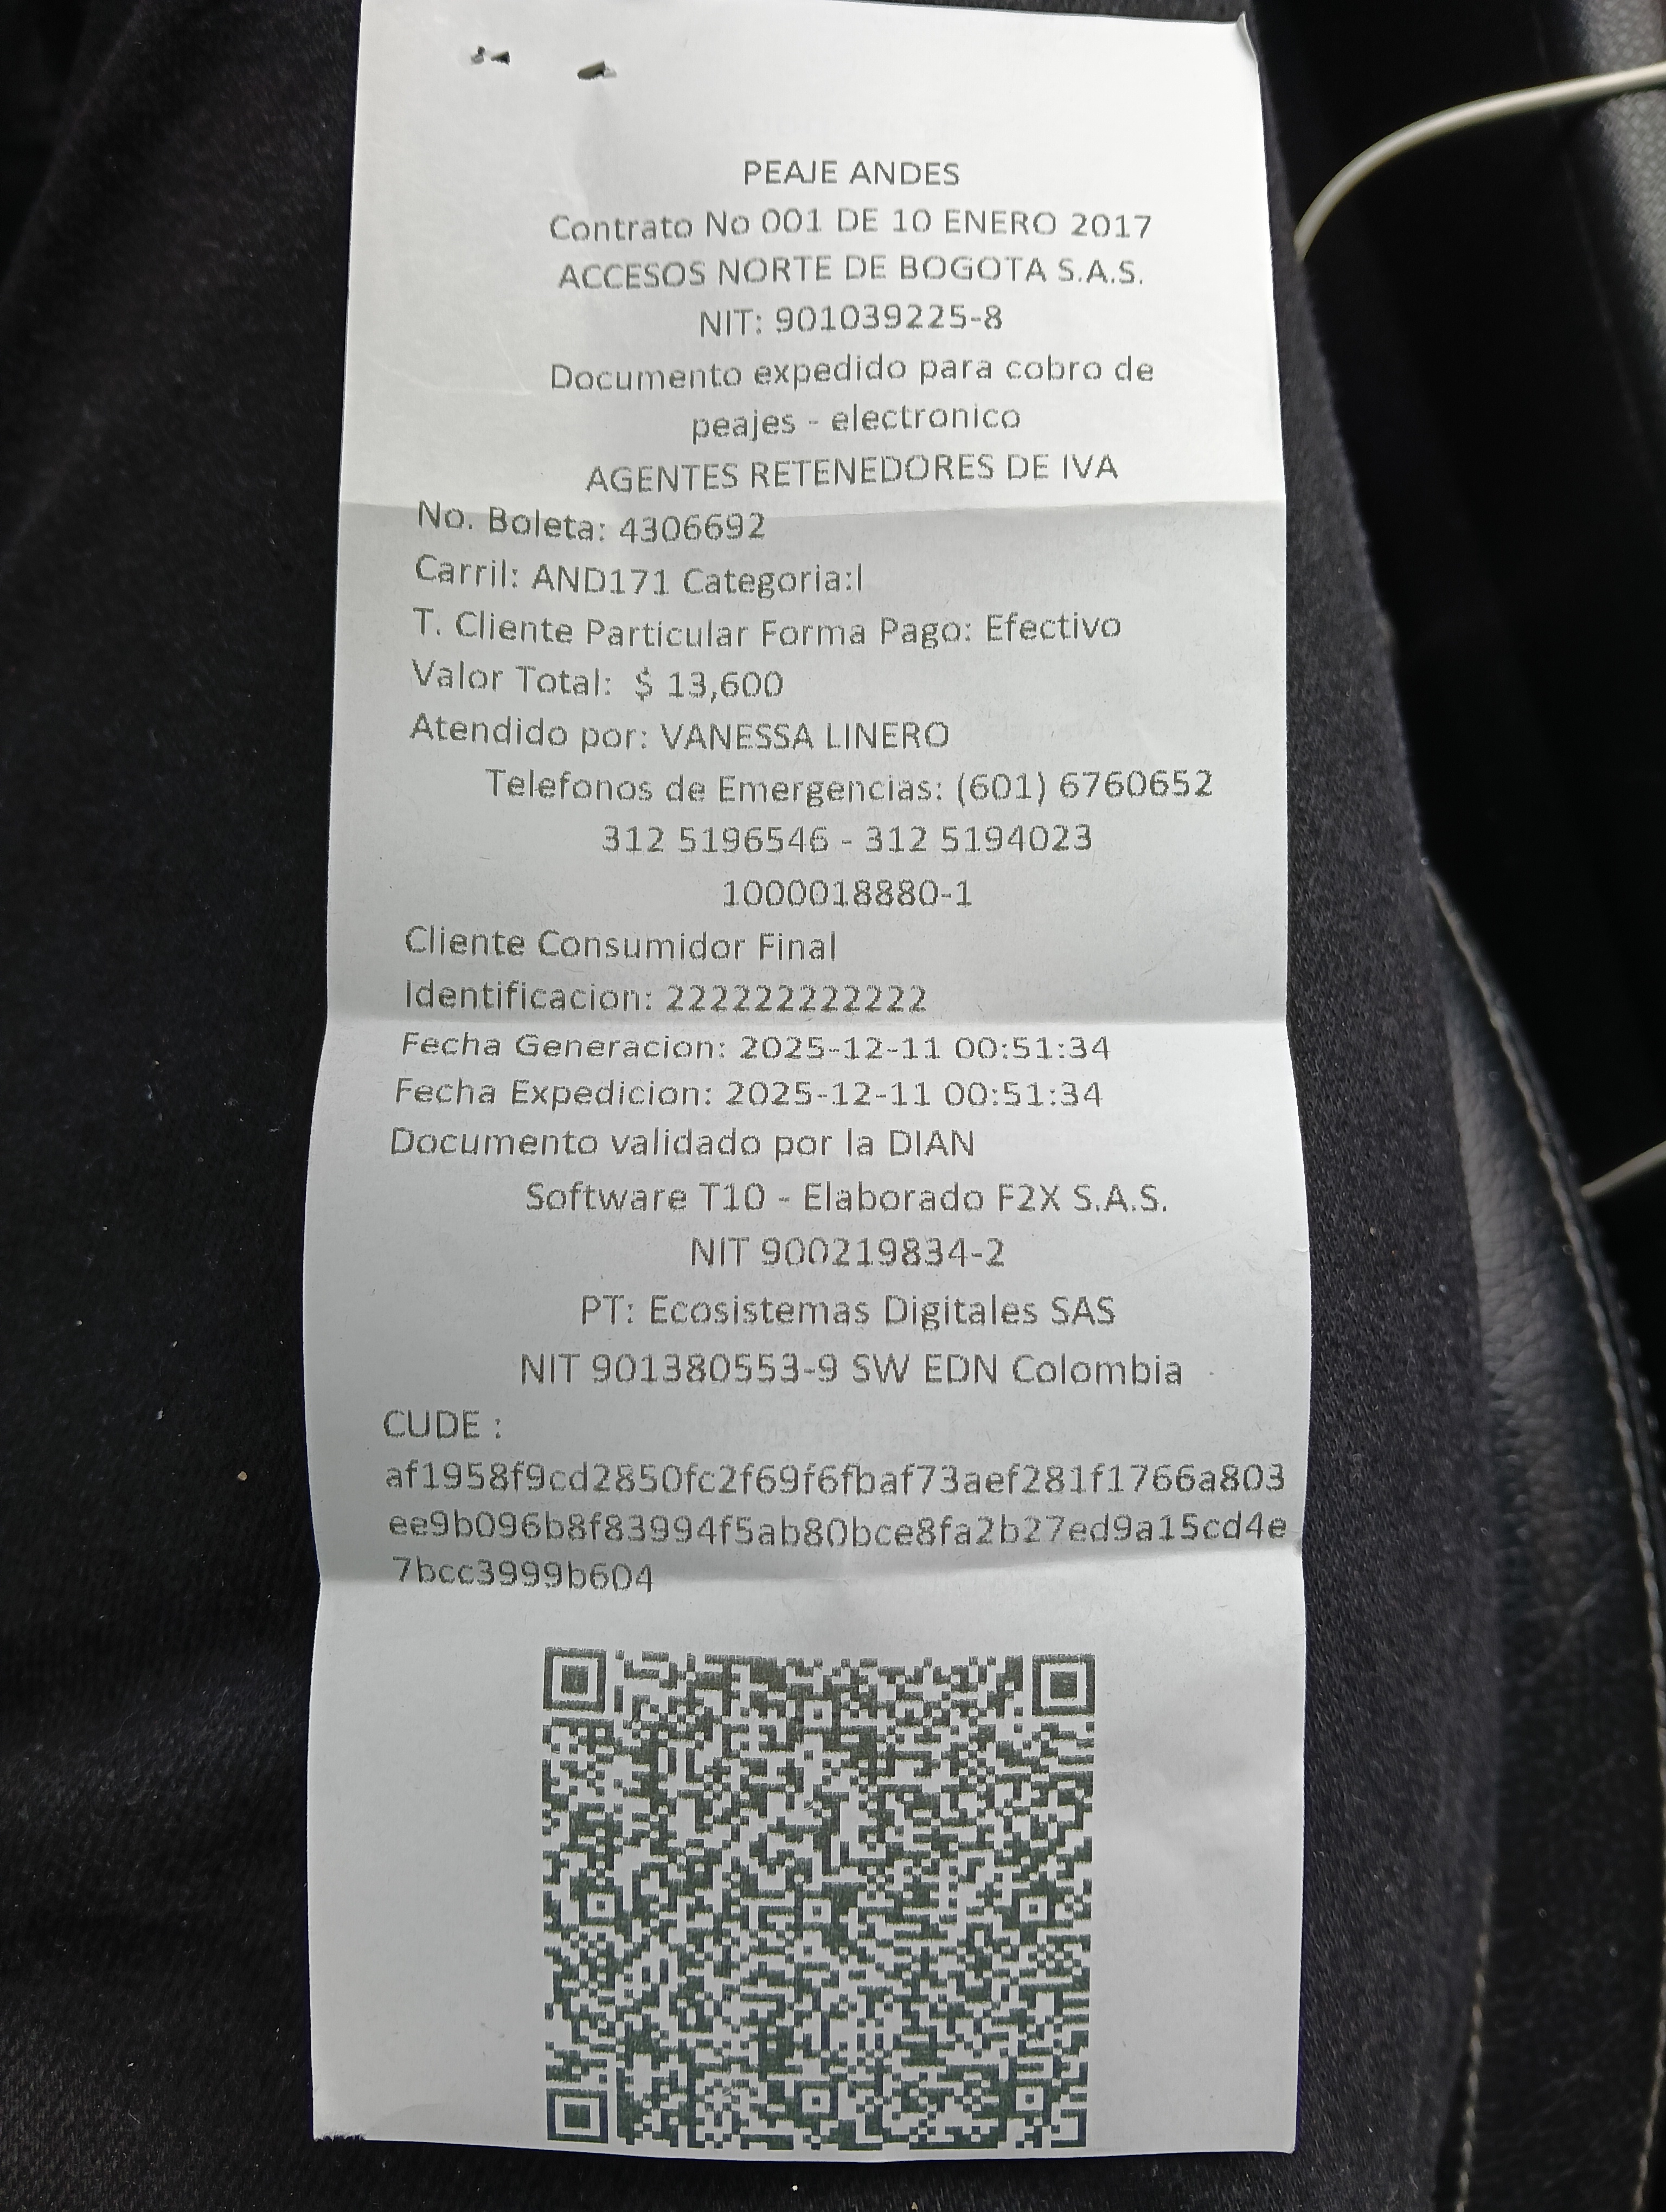 PEAJE ANDES
Contrato No 001 DE 10 ENERO 2017
ACCESOS NORTE DE BOGOTA S.A.S.
NIT: 901039225-8
Documento expedido para cobro de
peajes - electronico
AGENTES RETENEDORES DE IVA
No. Boleta: 4306692
Carril: AND171 Categoria:I
T. Cliente Particular Forma Pago: Efectivo
Valor Total:  $ 13,600
Atendido por: VANESSA LINERO
Telefonos de Emergencias: (601) 6760652
312 5196546 - 312 5194023
1000018880-1
Cliente Consumidor Final
Identificacion: 222222222222
Fecha Generacion: 2025-12-11 00:51:34
Fecha Expedicion: 2025-12-11 00:51:34
Documento validado por la DIAN
Software T10 - Elaborado F2X S.A.S.
NIT 900219834-2
PT: Ecosistemas Digitales SAS
NIT 901380553-9 SW EDN Colombia
CUDE :
af1958f9cd2850fc2f69f6fbaf73aef281f1766a803
ee9b096b8f83994f5ab80bce8fa2b27ed9a15cd4e
7bcc3999b604